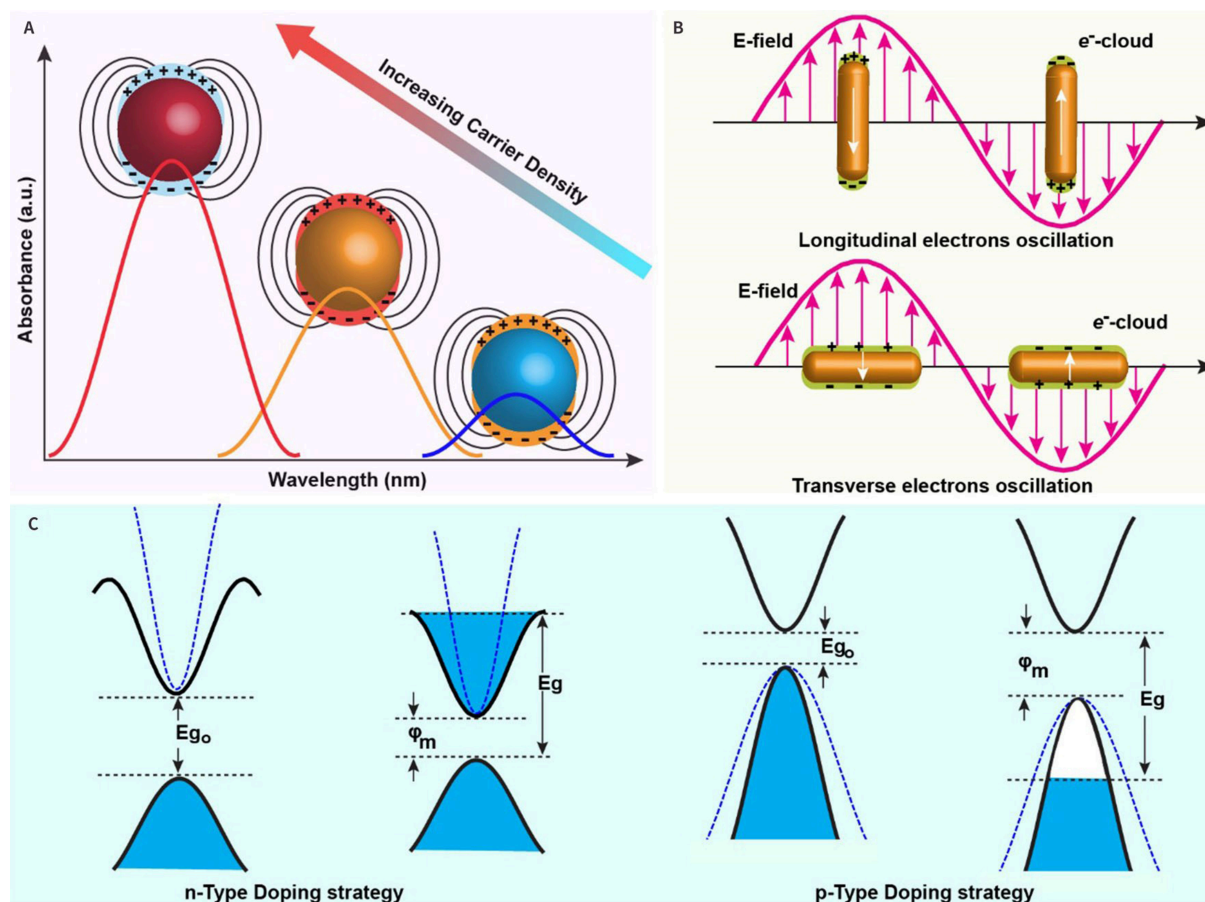 A
Absorbance (a.u.)
Increasing Carrier Density
+ + + + + + + + +
- - - - - - - -
Wavelength (nm)
B
E-field
e⁻-cloud
+++
- - -
- - -
+++
Longitudinal electrons oscillation
E-field
e⁻-cloud
+ + +
- - -
- - -
+ + +
Transverse electrons oscillation
C
Eg₀
φm
Eg
n-Type Doping strategy
Eg₀
φm
Eg
p-Type Doping strategy